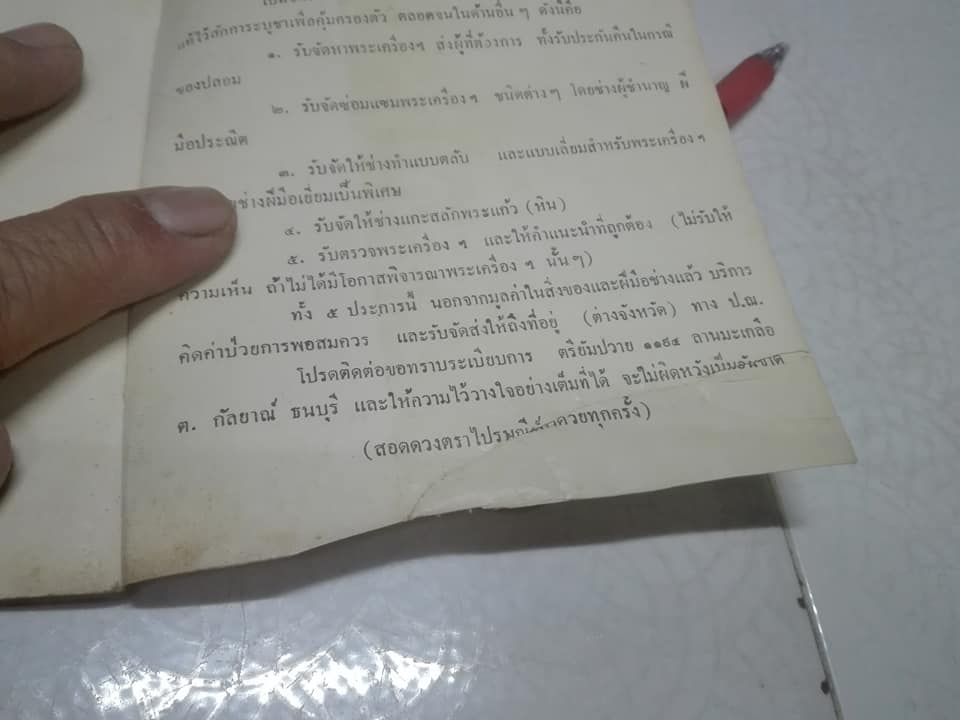 แต่ไว้สักการะบูชาเพื่อคุ้มครองตัว ตลอดจนในด้านอื่น ๆ ดังนี้คือ
๑. รับจัดหาพระเครื่องฯ ส่งผู้ที่ต้องการ ทั้งรับประกันคืนในกรณี
ของปลอม
๒. รับจัดซ่อมแซมพระเครื่อง ฯ ชนิดต่าง ๆ โดยช่างผู้ชำนาญ ฝี
มือประณีต
๓. รับจัดให้ช่างทำแบบตลับ และแบบเลี่ยมสำหรับพระเครื่อง ฯ
ช่างฝีมือเยี่ยมเป็นพิเศษ
๔. รับจัดให้ช่างแกะสลักพระแก้ว (หิน)
๕. รับตรวจพระเครื่อง ฯ และให้คำแนะนำที่ถูกต้อง (ไม่รับให้
ความเห็น ถ้าไม่ได้มีโอกาสพิจารณาพระเครื่อง ฯ นั้นๆ)
ทั้ง ๕ ประการนี้ นอกจากมูลค่าในสิ่งของและฝีมือช่างแล้ว บริการ
คิดค่าป่วยการพอสมควร และรับจัดส่งให้ถึงที่อยู่ (ต่างจังหวัด) ทาง ป.ณ.
โปรดติดต่อขอทราบระเบียบการ ตรียัมปวาย ๑๑๙๔ ลานมะเกลือ
ต. กัลยาณ์ ธนบุรี และให้ความไว้วางใจอย่างเต็มที่ได้ จะไม่ผิดหวังเป็นอันขาด
(สอดดวงตราไปรษณีย์ด้วยทุกครั้ง)